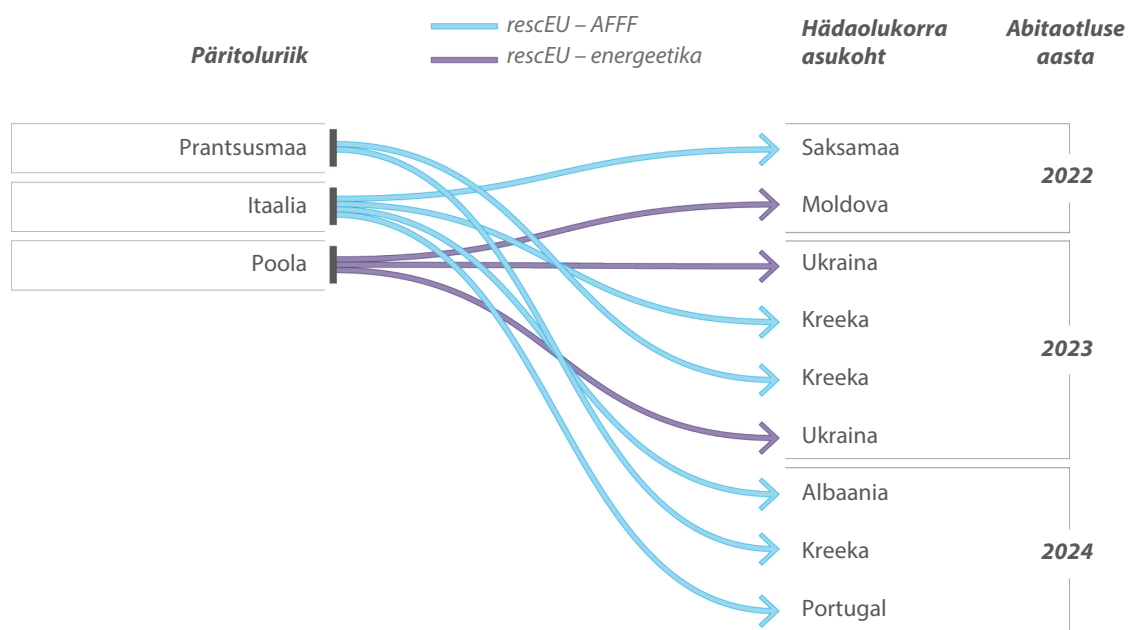 rescEU – AFFF
rescEU – energeetika
Päritoluriik
Hädaolukorra
asukoht
Abitaotluse
aasta
Prantsusmaa
Itaalia
Poola
Saksamaa
Moldova
2022
Ukraina
Kreeka
Kreeka
Ukraina
2023
Albaania
Kreeka
Portugal
2024